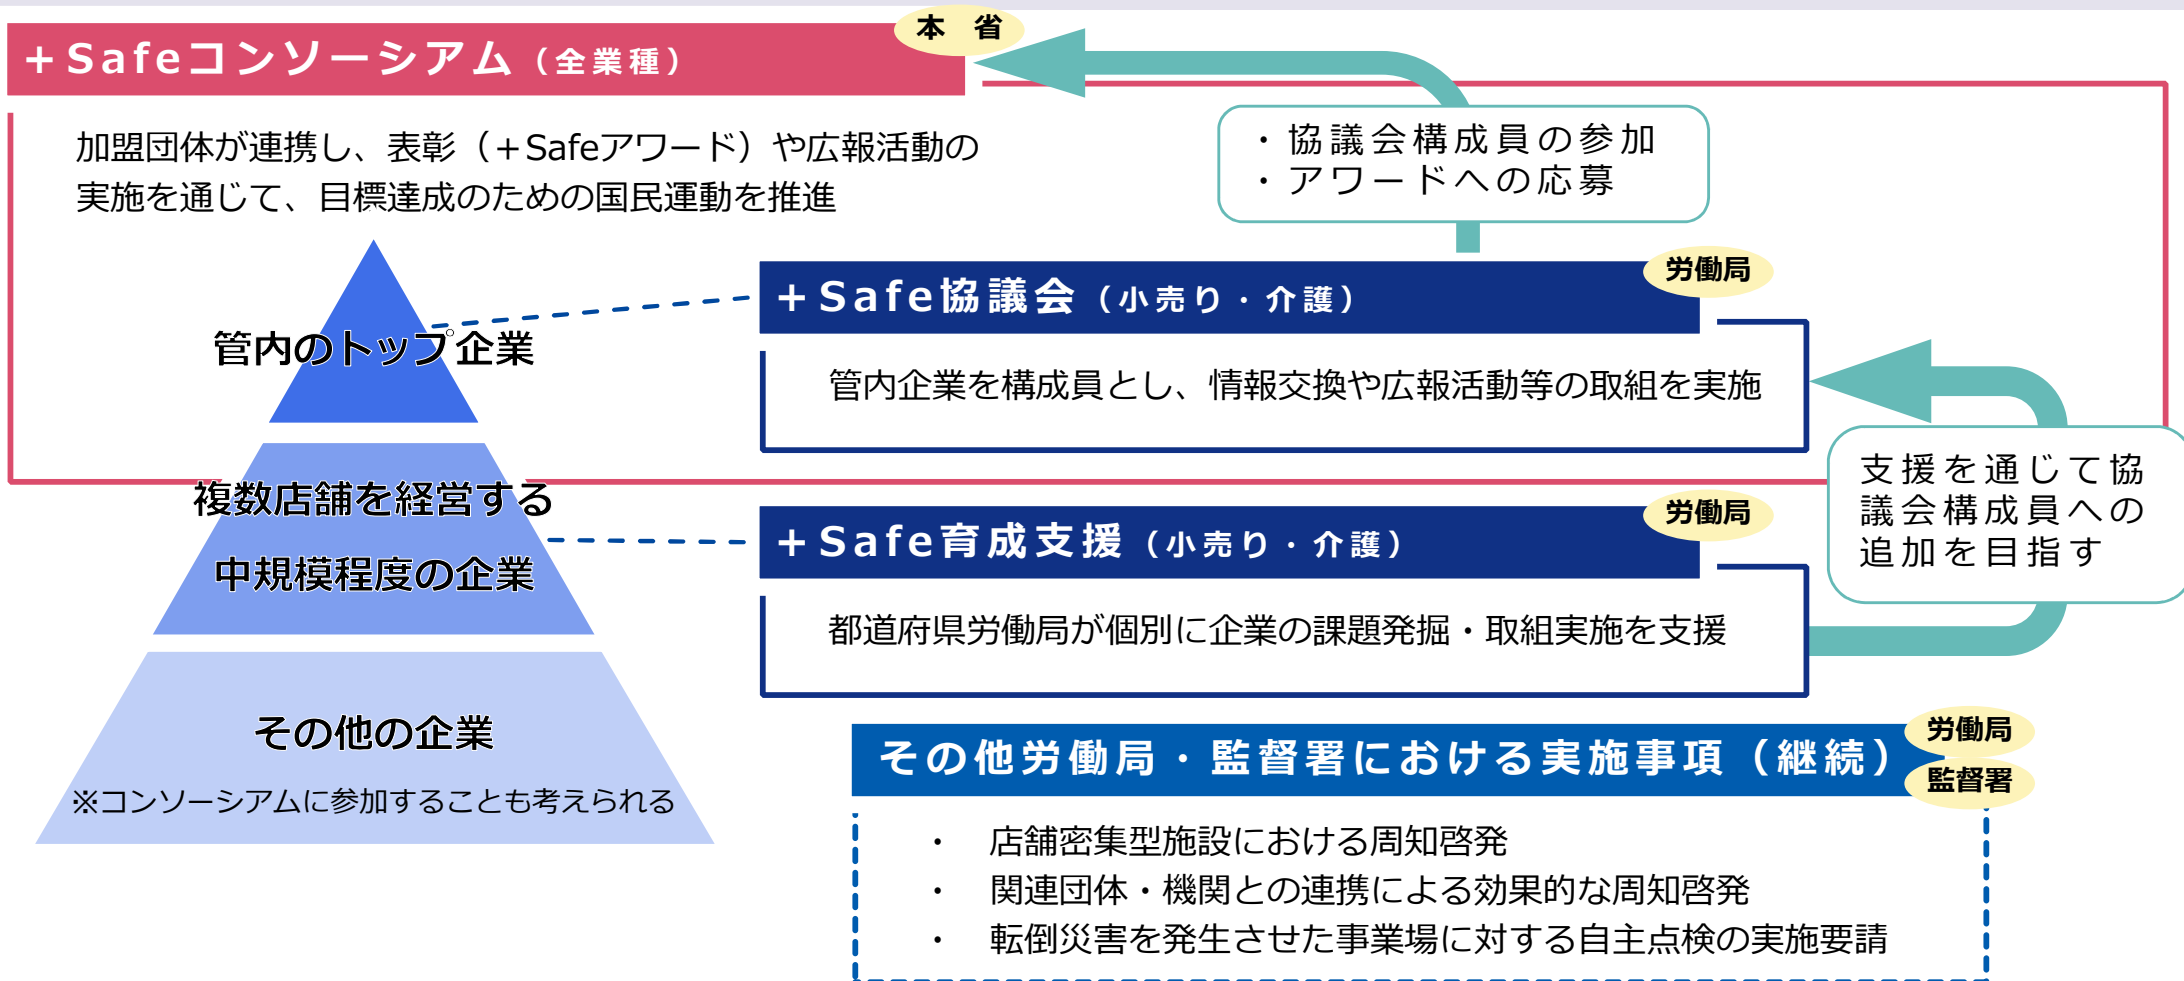 本 省
+Safeコンソーシアム（全業種）
加盟団体が連携し、表彰（+Safeアワード）や広報活動の
実施を通じて、目標達成のための国民運動を推進
・協議会構成員の参加
・アワードへの応募
管内のトップ企業
労働局
+Safe協議会（小売り・介護）
管内企業を構成員とし、情報交換や広報活動等の取組を実施
複数店舗を経営する
中規模程度の企業
支援を通じて協
議会構成員への
追加を目指す
労働局
+Safe育成支援（小売り・介護）
都道府県労働局が個別に企業の課題発掘・取組実施を支援
その他の企業
※コンソーシアムに参加することも考えられる
労働局
監督署
その他労働局・監督署における実施事項（継続）
・ 店舗密集型施設における周知啓発
・ 関連団体・機関との連携による効果的な周知啓発
・ 転倒災害を発生させた事業場に対する自主点検の実施要請